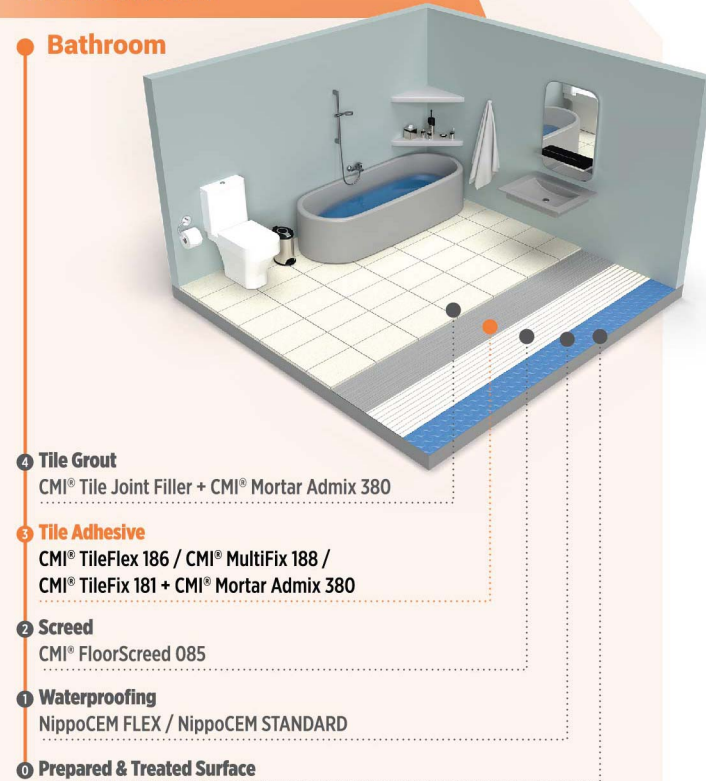 Bathroom
4 Tile Grout
CMI® Tile Joint Filler + CMI® Mortar Admix 380
3 Tile Adhesive
CMI® TileFlex 186 / CMI® MultiFix 188 /
CMI® TileFix 181 + CMI® Mortar Admix 380
2 Screed
CMI® FloorScreed 085
1 Waterproofing
NippoCEM FLEX / NippoCEM STANDARD
0 Prepared & Treated Surface